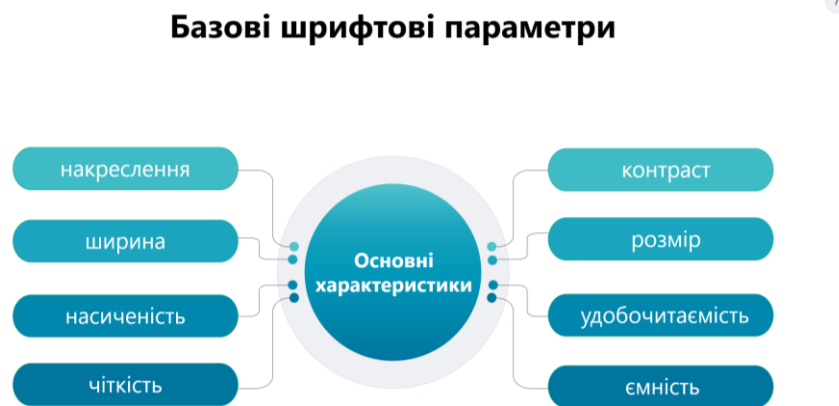 Базові шрифтові параметри
накреслення
ширина
насиченість
чіткість
Основні
характеристики
контраст
розмір
удобочитаємість
ємність